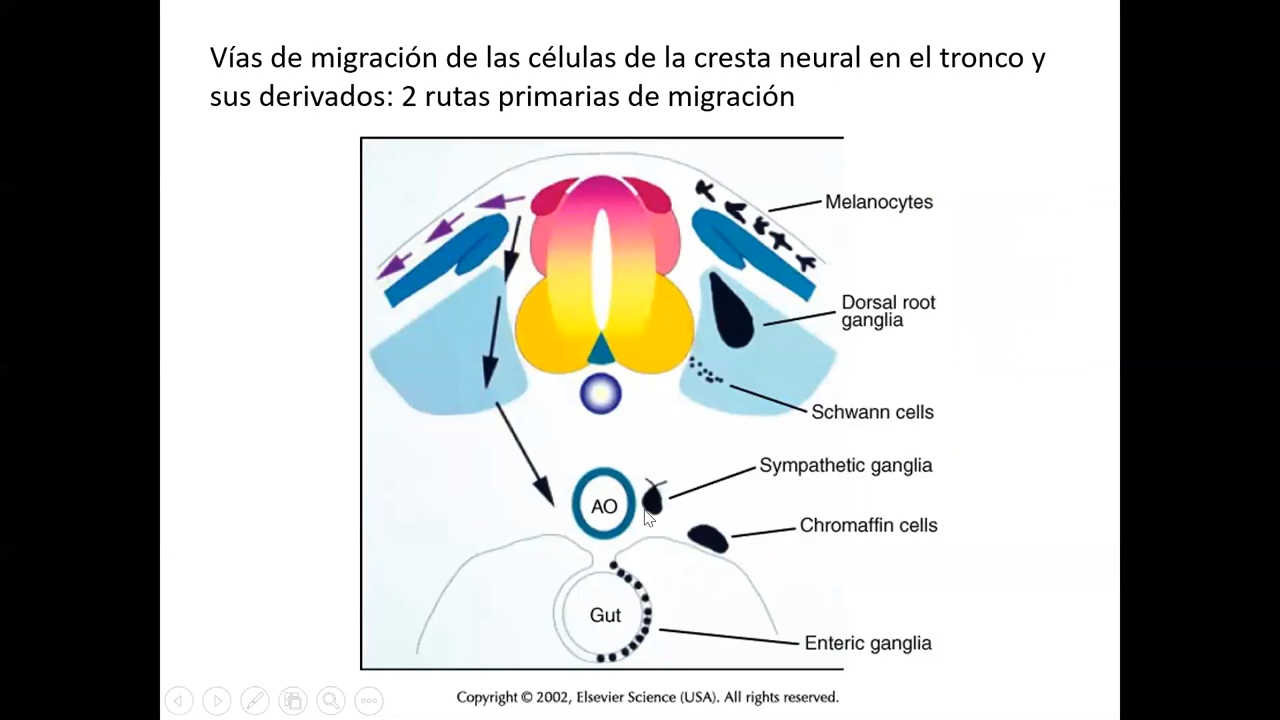 Vías de migración de las células de la cresta neural en el tronco y
sus derivados: 2 rutas primarias de migración
Melanocytes
Dorsal root
ganglia
Schwann cells
Sympathetic ganglia
AO
Chromaffin cells
Gut
Enteric ganglia
Copyright © 2002, Elsevier Science (USA). All rights reserved.